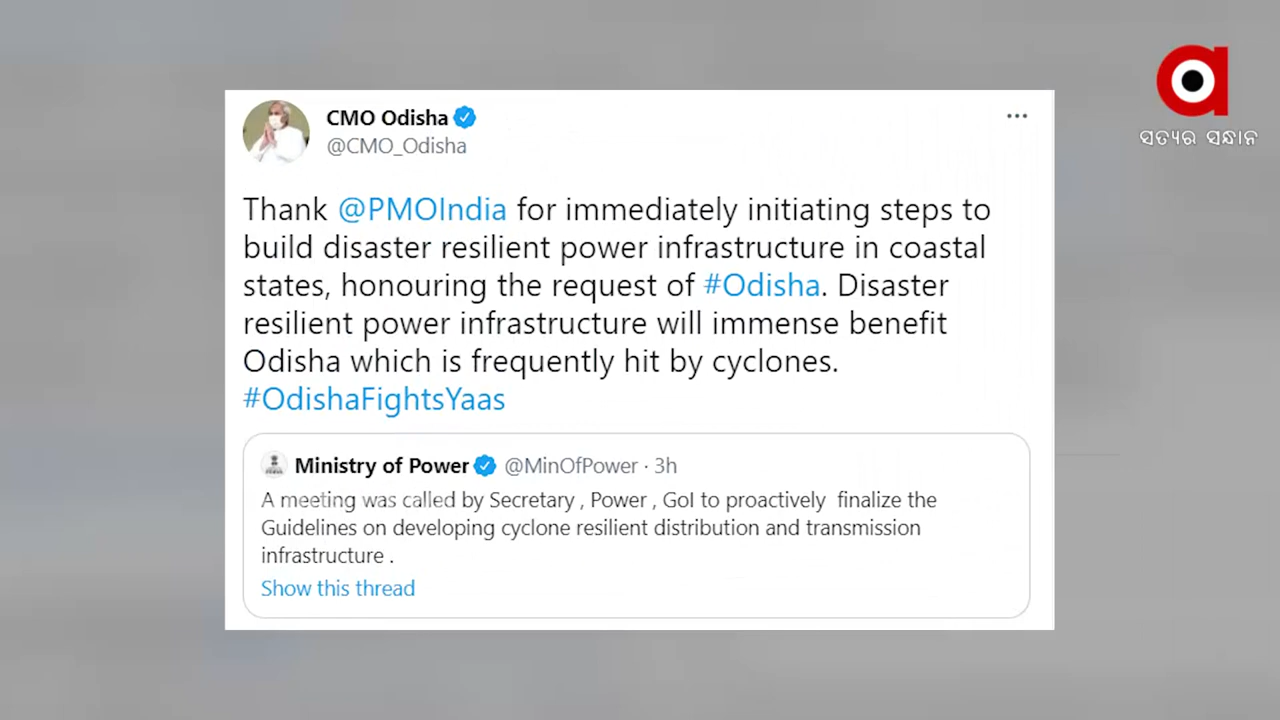 ସତ୍ୟର ସନ୍ଧାନ
CMO Odisha
@CMO_Odisha
Thank @PMOIndia for immediately initiating steps to
build disaster resilient power infrastructure in coastal
states, honouring the request of #Odisha. Disaster
resilient power infrastructure will immense benefit
Odisha which is frequently hit by cyclones.
#OdishaFightsYaas
Ministry of Power @MinOfPower · 3h
A meeting was called by Secretary , Power , GoI to proactively finalize the
Guidelines on developing cyclone resilient distribution and transmission
infrastructure .
Show this thread